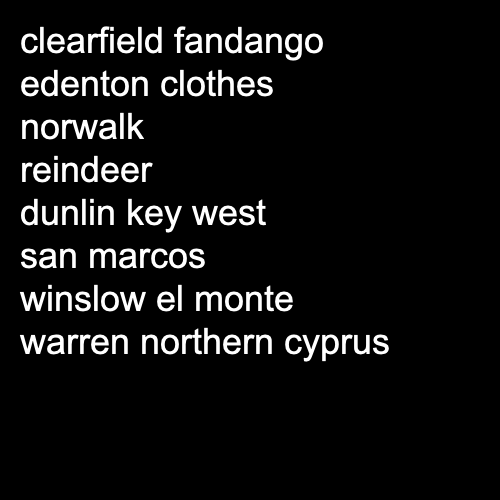 clearfield fandango
edenton clothes
norwalk
reindeer
dunlin key west
san marcos
winslow el monte
warren northern cyprus